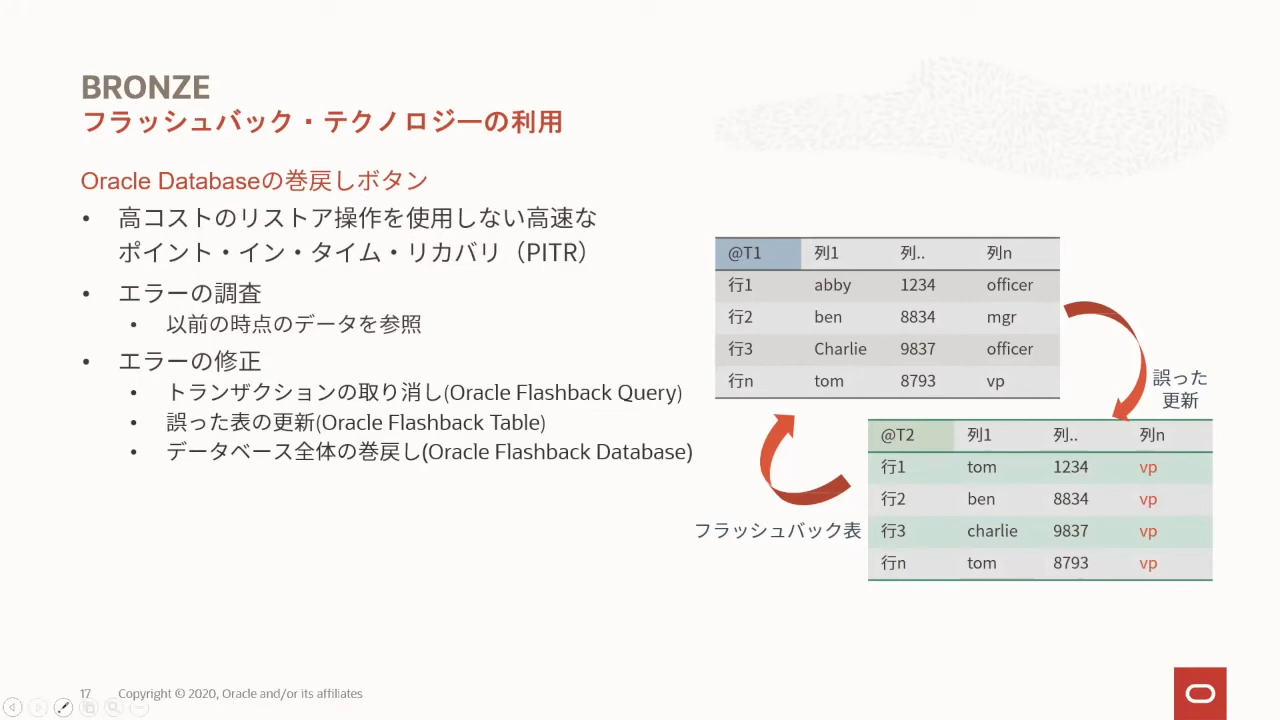 BRONZE
フラッシュバック・テクノロジーの利用
Oracle Databaseの巻戻しボタン
• 高コストのリストア操作を使用しない高速な
ポイント・イン・タイム・リカバリ（PITR）
• エラーの調査
• 以前の時点のデータを参照
• エラーの修正
• トランザクションの取り消し(Oracle Flashback Query)
• 誤った表の更新(Oracle Flashback Table)
• データベース全体の巻戻し(Oracle Flashback Database)
@T1 列1 列.. 列n
行1 abby 1234 officer
行2 ben 8834 mgr
行3 Charlie 9837 officer
行n tom 8793 vp
誤った
更新
@T2 列1 列.. 列n
行1 tom 1234 vp
行2 ben 8834 vp
行3 charlie 9837 vp
行n tom 8793 vp
フラッシュバック表
17 Copyright © 2020, Oracle and/or its affiliates